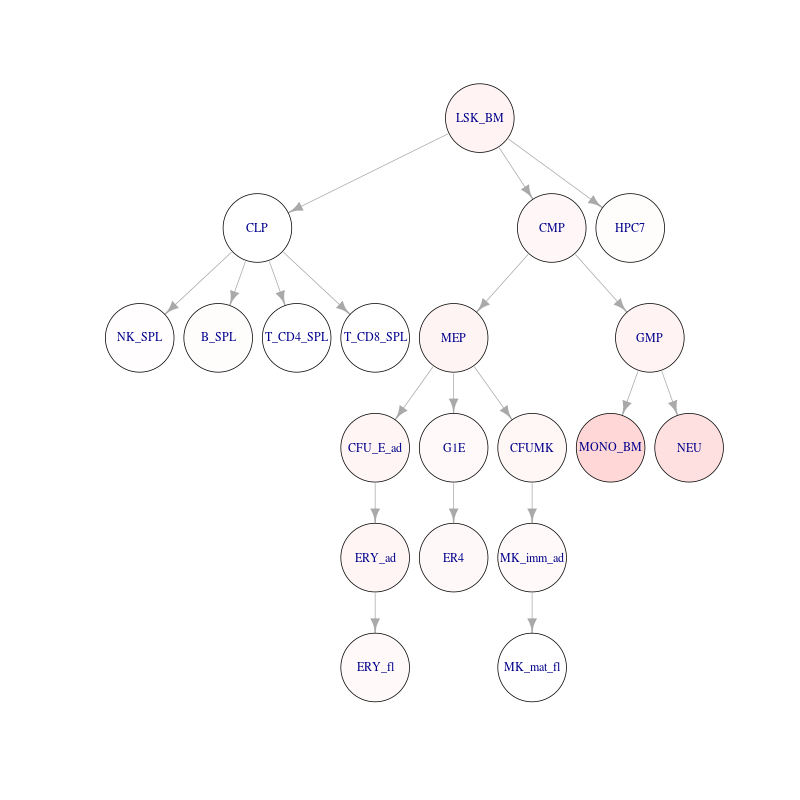 LSK_BM
CLP
CMP
HPC7
NK_SPL
B_SPL
T_CD4_SPL
T_CD8_SPL
MEP
GMP
CFU_E_ad
G1E
CFUMK
MONO_BM
NEU
ERY_ad
ER4
MK_imm_ad
ERY_fl
MK_mat_fl